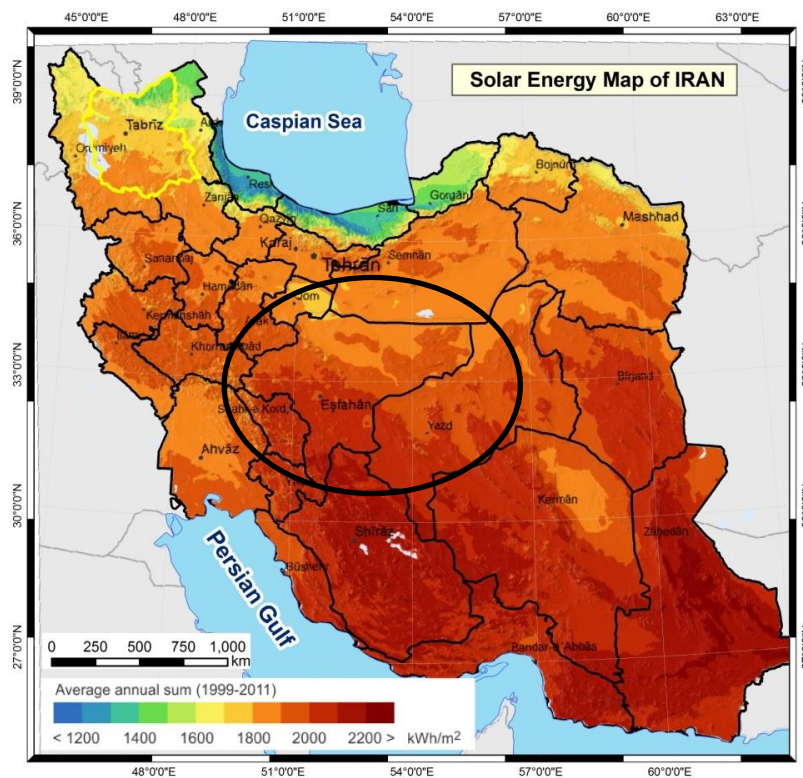 45°0'0"E 48°0'0"E 51°0'0"E 54°0'0"E 57°0'0"E 60°0'0"E 63°0'0"E
39°0'0"N
36°0'0"N
33°0'0"N
30°0'0"N
27°0'0"N
Solar Energy Map of IRAN
Caspian Sea
Tabrīz
Orumiyeh
Zanjān
Qazvin
Karaj
Tehrān
Semnān
Sāri
Gorgān
Bojnūrd
Mashhad
Sanandaj
Hamadān
Qom
Kermānshāh
Khorramābād
Birjand
Eşfahān
Shahr-e Kord
Yazd
Ahvāz
Kermān
Shīrāz
Zāhedān
Būshehr
Bandar-e Abbās
Persian Gulf
0 250 500 750 1,000
km
Average annual sum (1999-2011)
< 1200 1400 1600 1800 2000 2200 > kWh/m2
48°0'0"E 51°0'0"E 54°0'0"E 57°0'0"E 60°0'0"E